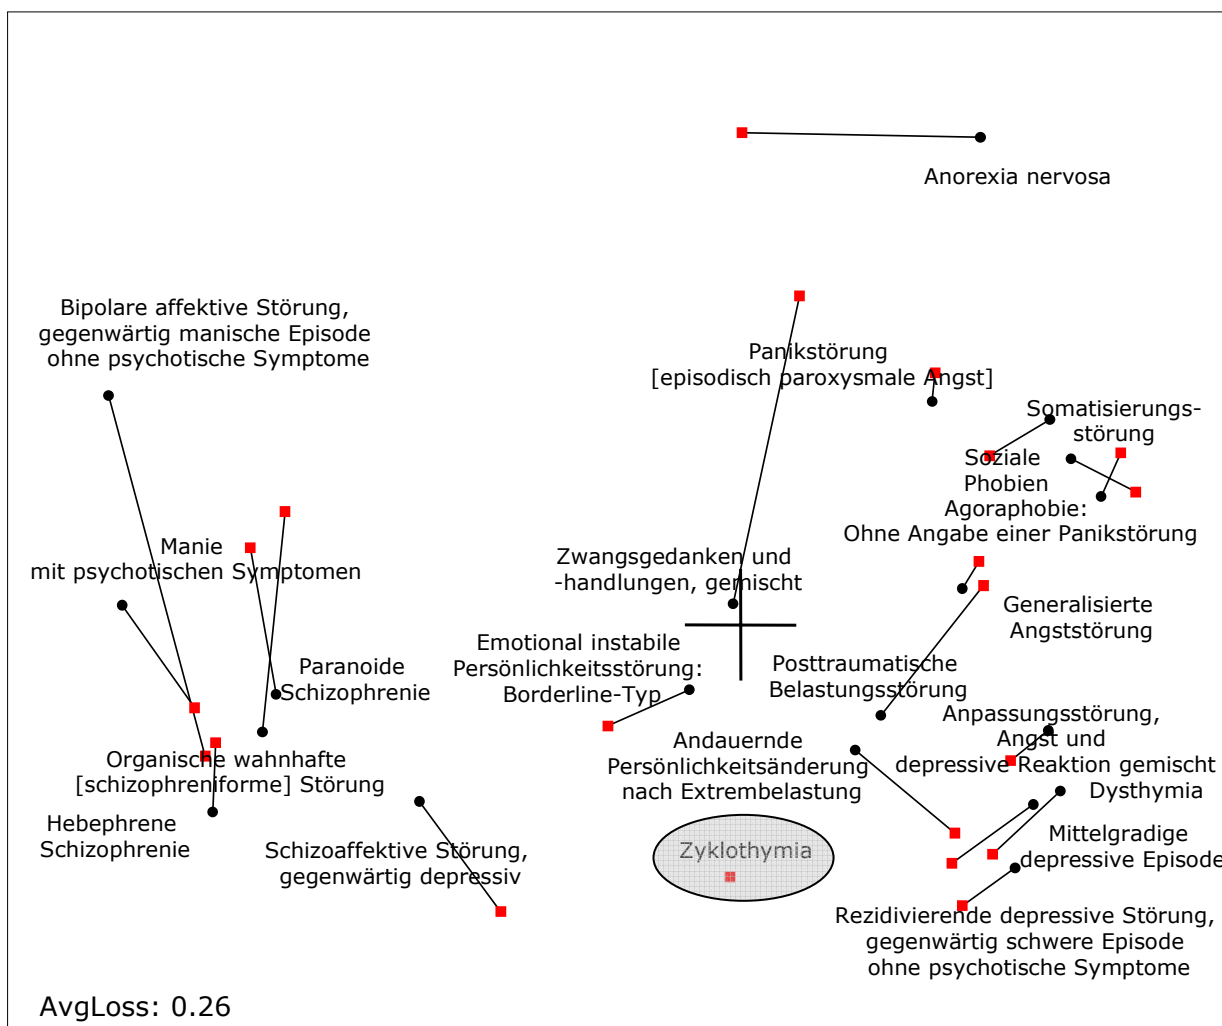 Anorexia nervosa
Bipolare affektive Störung,
gegenwärtig manische Episode
ohne psychotische Symptome
Panikstörung
[episodisch paroxysmale Angst]
Somatisierungs-
störung
Soziale
Phobien
Agoraphobie:
Ohne Angabe einer Panikstörung
Manie
mit psychotischen Symptomen
Zwangsgedanken und
-handlungen, gemischt
Generalisierte
Angststörung
Emotional instabile
Persönlichkeitsstörung:
Borderline-Typ
Paranoide
Schizophrenie
Posttraumatische
Belastungsstörung
Anpassungsstörung,
Angst und
depressive Reaktion gemischt
Andauernde
Persönlichkeitsänderung
nach Extrembelastung
Organische wahnhafte
[schizophreniforme] Störung
Dysthymia
Hebephrene
Schizophrenie
Schizoaffektive Störung,
gegenwärtig depressiv
Zyklothymia
Mittelgradige
depressive Episode
Rezidivierende depressive Störung,
gegenwärtig schwere Episode
ohne psychotische Symptome
AvgLoss: 0.26